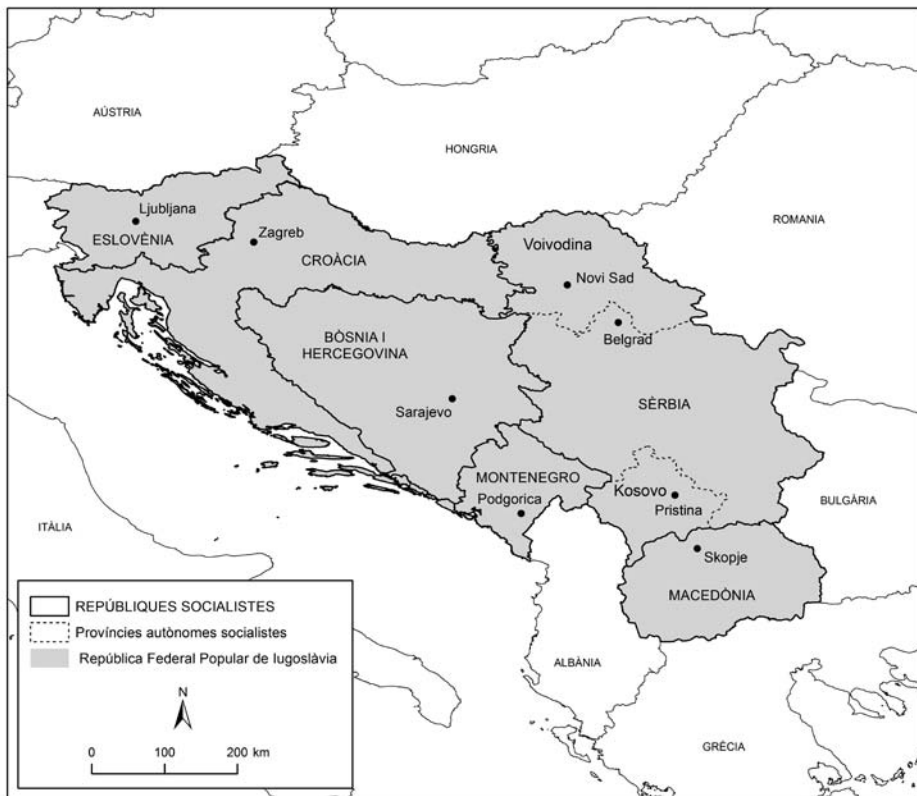 AÚSTRIA
HONGRIA
ROMANIA
Ljubljana
ESLOVÈNIA
Zagreb
CROÀCIA
Voivodina
Novi Sad
Belgrad
BÒSNIA I
HERCEGOVINA
Sarajevo
SÈRBIA
MONTENEGRO
Podgorica
Kosovo
Pristina
BULGÀRIA
ITÀLIA
Skopje
MACEDÒNIA
ALBÀNIA
GRÈCIA
REPÚBLIQUES SOCIALISTES
Províncies autònomes socialistes
República Federal Popular de Iugoslàvia
N
0 100 200 km